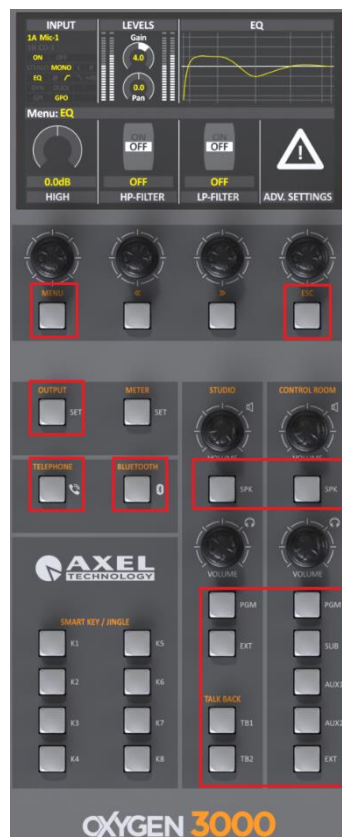 INPUT LEVELS EQ
1A Mic-1
Gain
ON
4.0
MONO
EQ
0.0
GPO
Pan
Menu: EQ
ON ON
OFF OFF
0.0dB OFF OFF
HIGH HP-FILTER LP-FILTER ADV. SETTINGS
MENU « » ESC
OUTPUT METER STUDIO CONTROL ROOM
SET SET
VOLUME VOLUME
TELEPHONE BLUETOOTH
SPK SPK
AXEL
TECHNOLOGY
VOLUME VOLUME
PGM PGM
SMART KEY / JINGLE
K1 K5 EXT SUB
K2 K6 AUX1
TALK BACK
K3 K7 TB1 AUX2
K4 K8 TB2 EXT
OXYGEN 3000